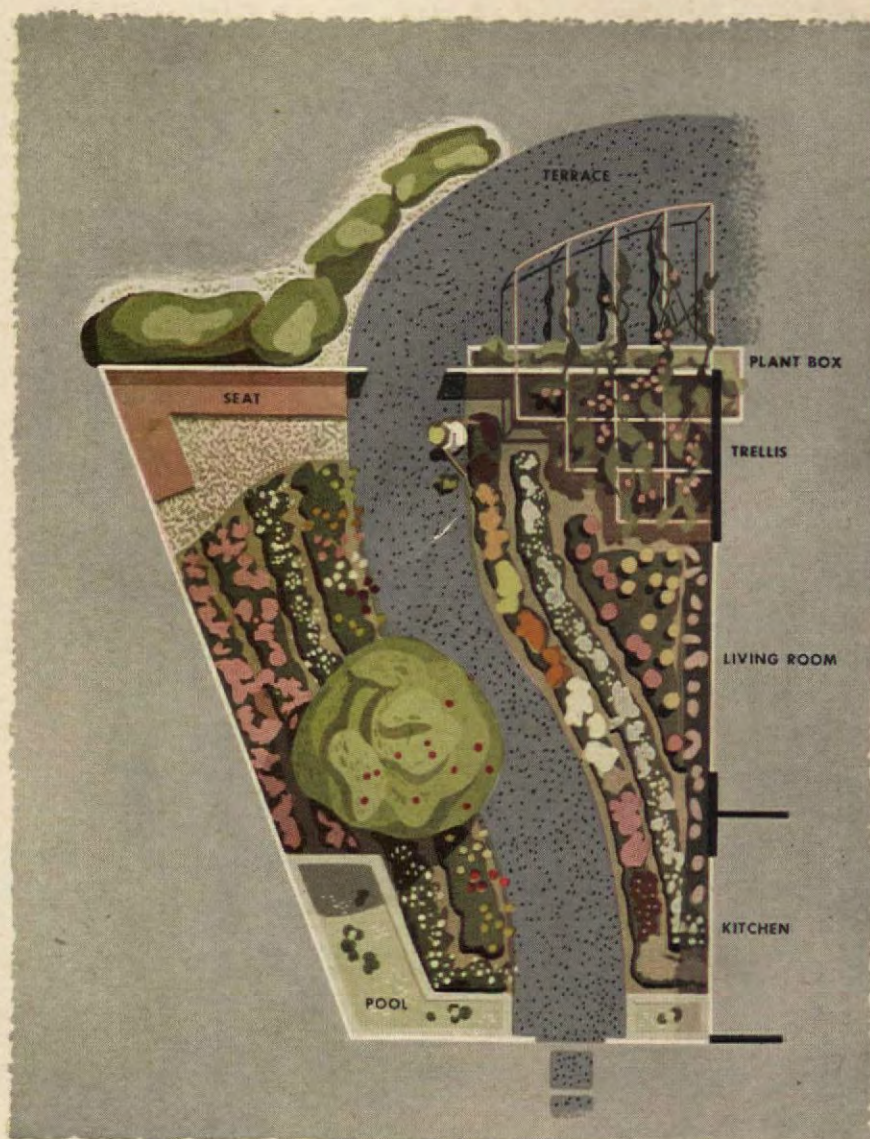 TERRACE
PLANT BOX
SEAT
TRELLIS
LIVING ROOM
KITCHEN
POOL